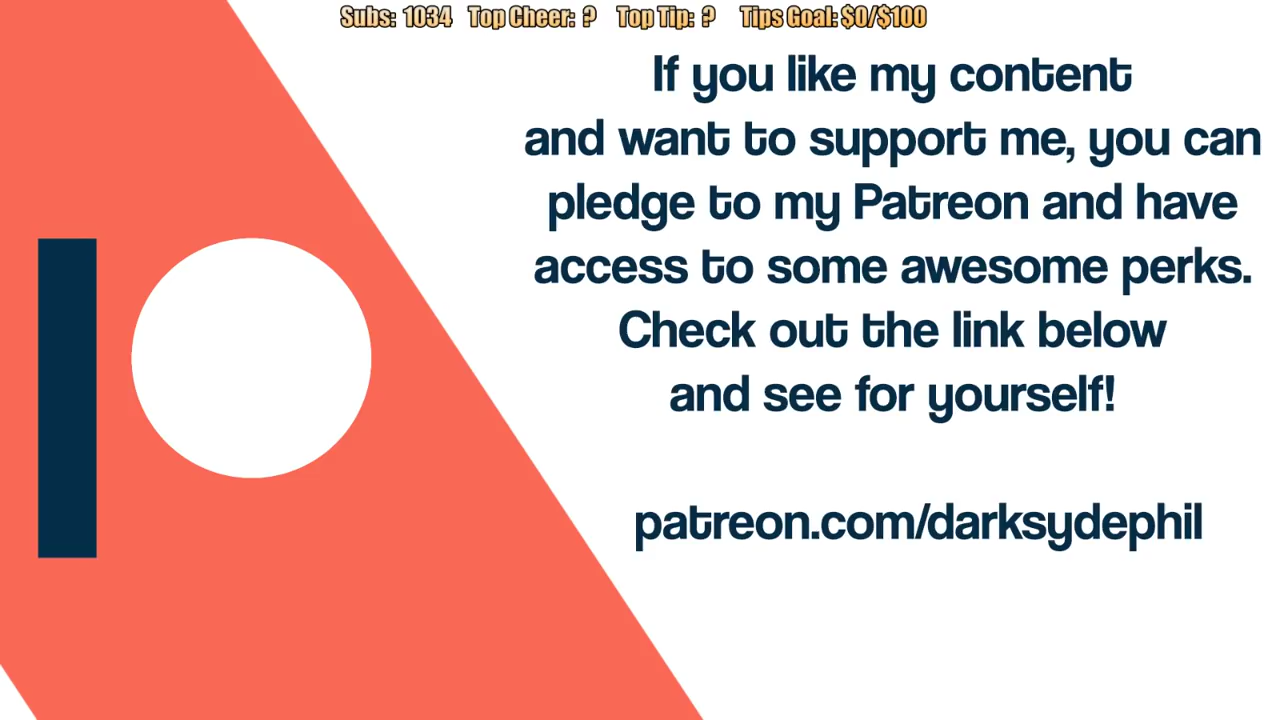 Subs: 1034 Top Cheer: ? Top Tip: ? Tips Goal: $0/$100
If you like my content
and want to support me, you can
pledge to my Patreon and have
access to some awesome perks.
Check out the link below
and see for yourself!
patreon.com/darksydephil